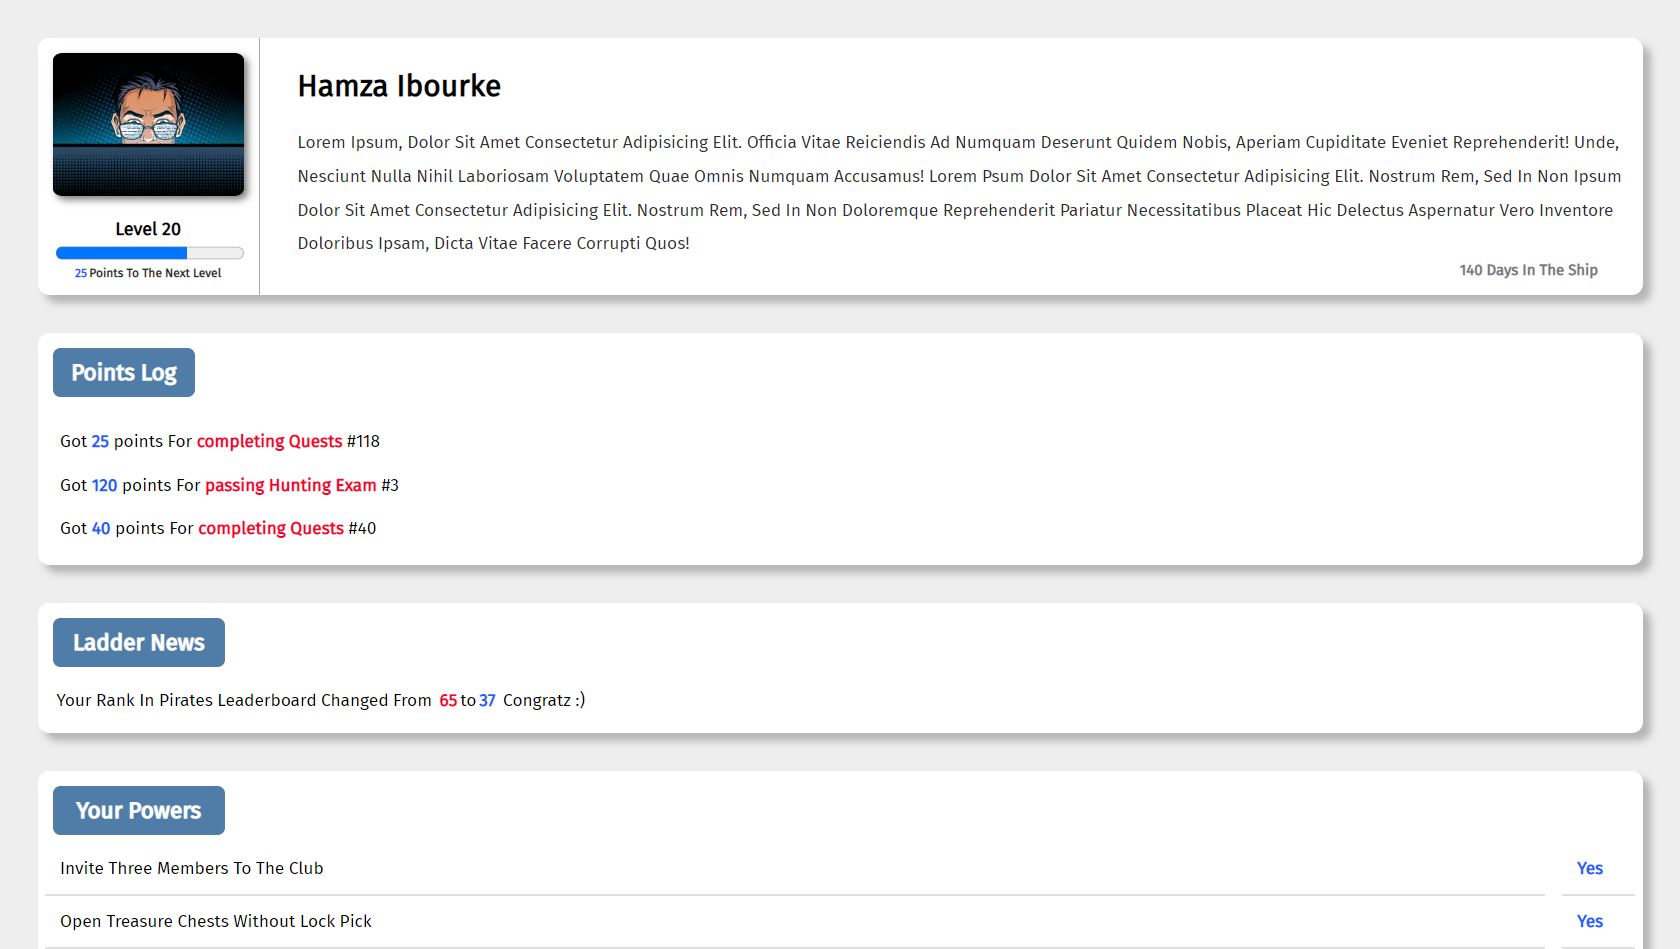 Hamza Ibourke
Lorem Ipsum, Dolor Sit Amet Consectetur Adipisicing Elit. Officia Vitae Reiciendis Ad Numquam Deserunt Quidem Nobis, Aperiam Cupiditate Eveniet Reprehenderit! Unde,
Nesciunt Nulla Nihil Laboriosam Voluptatem Quae Omnis Numquam Accusamus! Lorem Psum Dolor Sit Amet Consectetur Adipisicing Elit. Nostrum Rem, Sed In Non Ipsum
Dolor Sit Amet Consectetur Adipisicing Elit. Nostrum Rem, Sed In Non Doloremque Reprehenderit Pariatur Necessitatibus Placeat Hic Delectus Aspernatur Vero Inventore
Doloribus Ipsam, Dicta Vitae Facere Corrupti Quos!
140 Days In The Ship
Level 20
25 Points To The Next Level
Points Log
Got 25 points For completing Quests #118
Got 120 points For passing Hunting Exam #3
Got 40 points For completing Quests #40
Ladder News
Your Rank In Pirates Leaderboard Changed From 65 to 37 Congratz :)
Your Powers
Invite Three Members To The Club Yes
Open Treasure Chests Without Lock Pick Yes